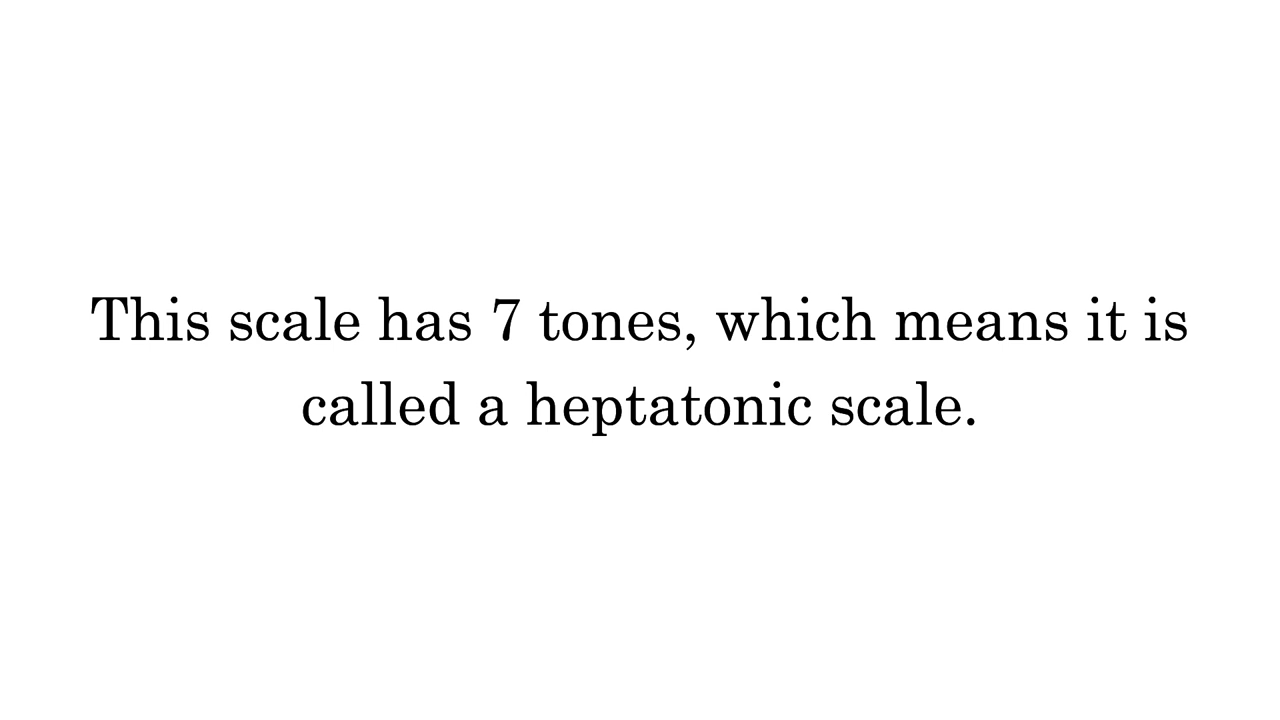 This scale has 7 tones, which means it is
called a heptatonic scale.